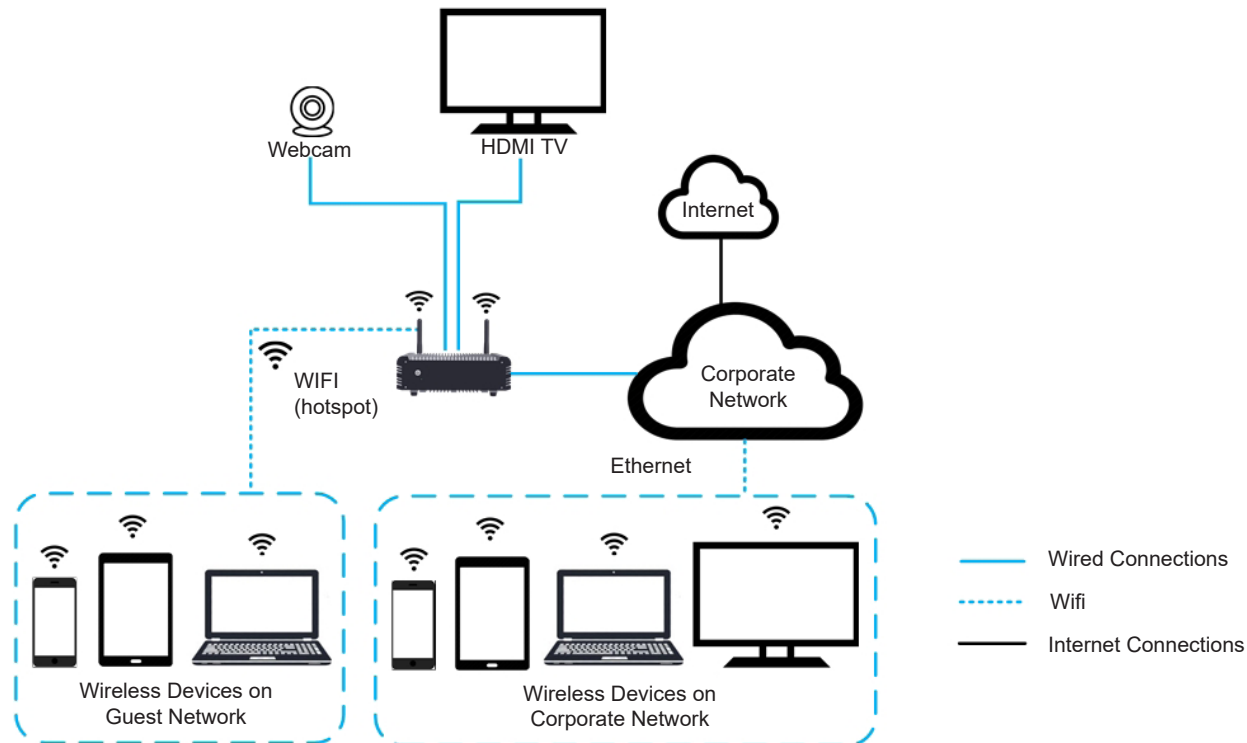 Webcam
HDMI TV
Internet
WIFI
(hotspot)
Corporate
Network
Ethernet
Wireless Devices on
Guest Network
Wireless Devices on
Corporate Network
Wired Connections
Wifi
Internet Connections